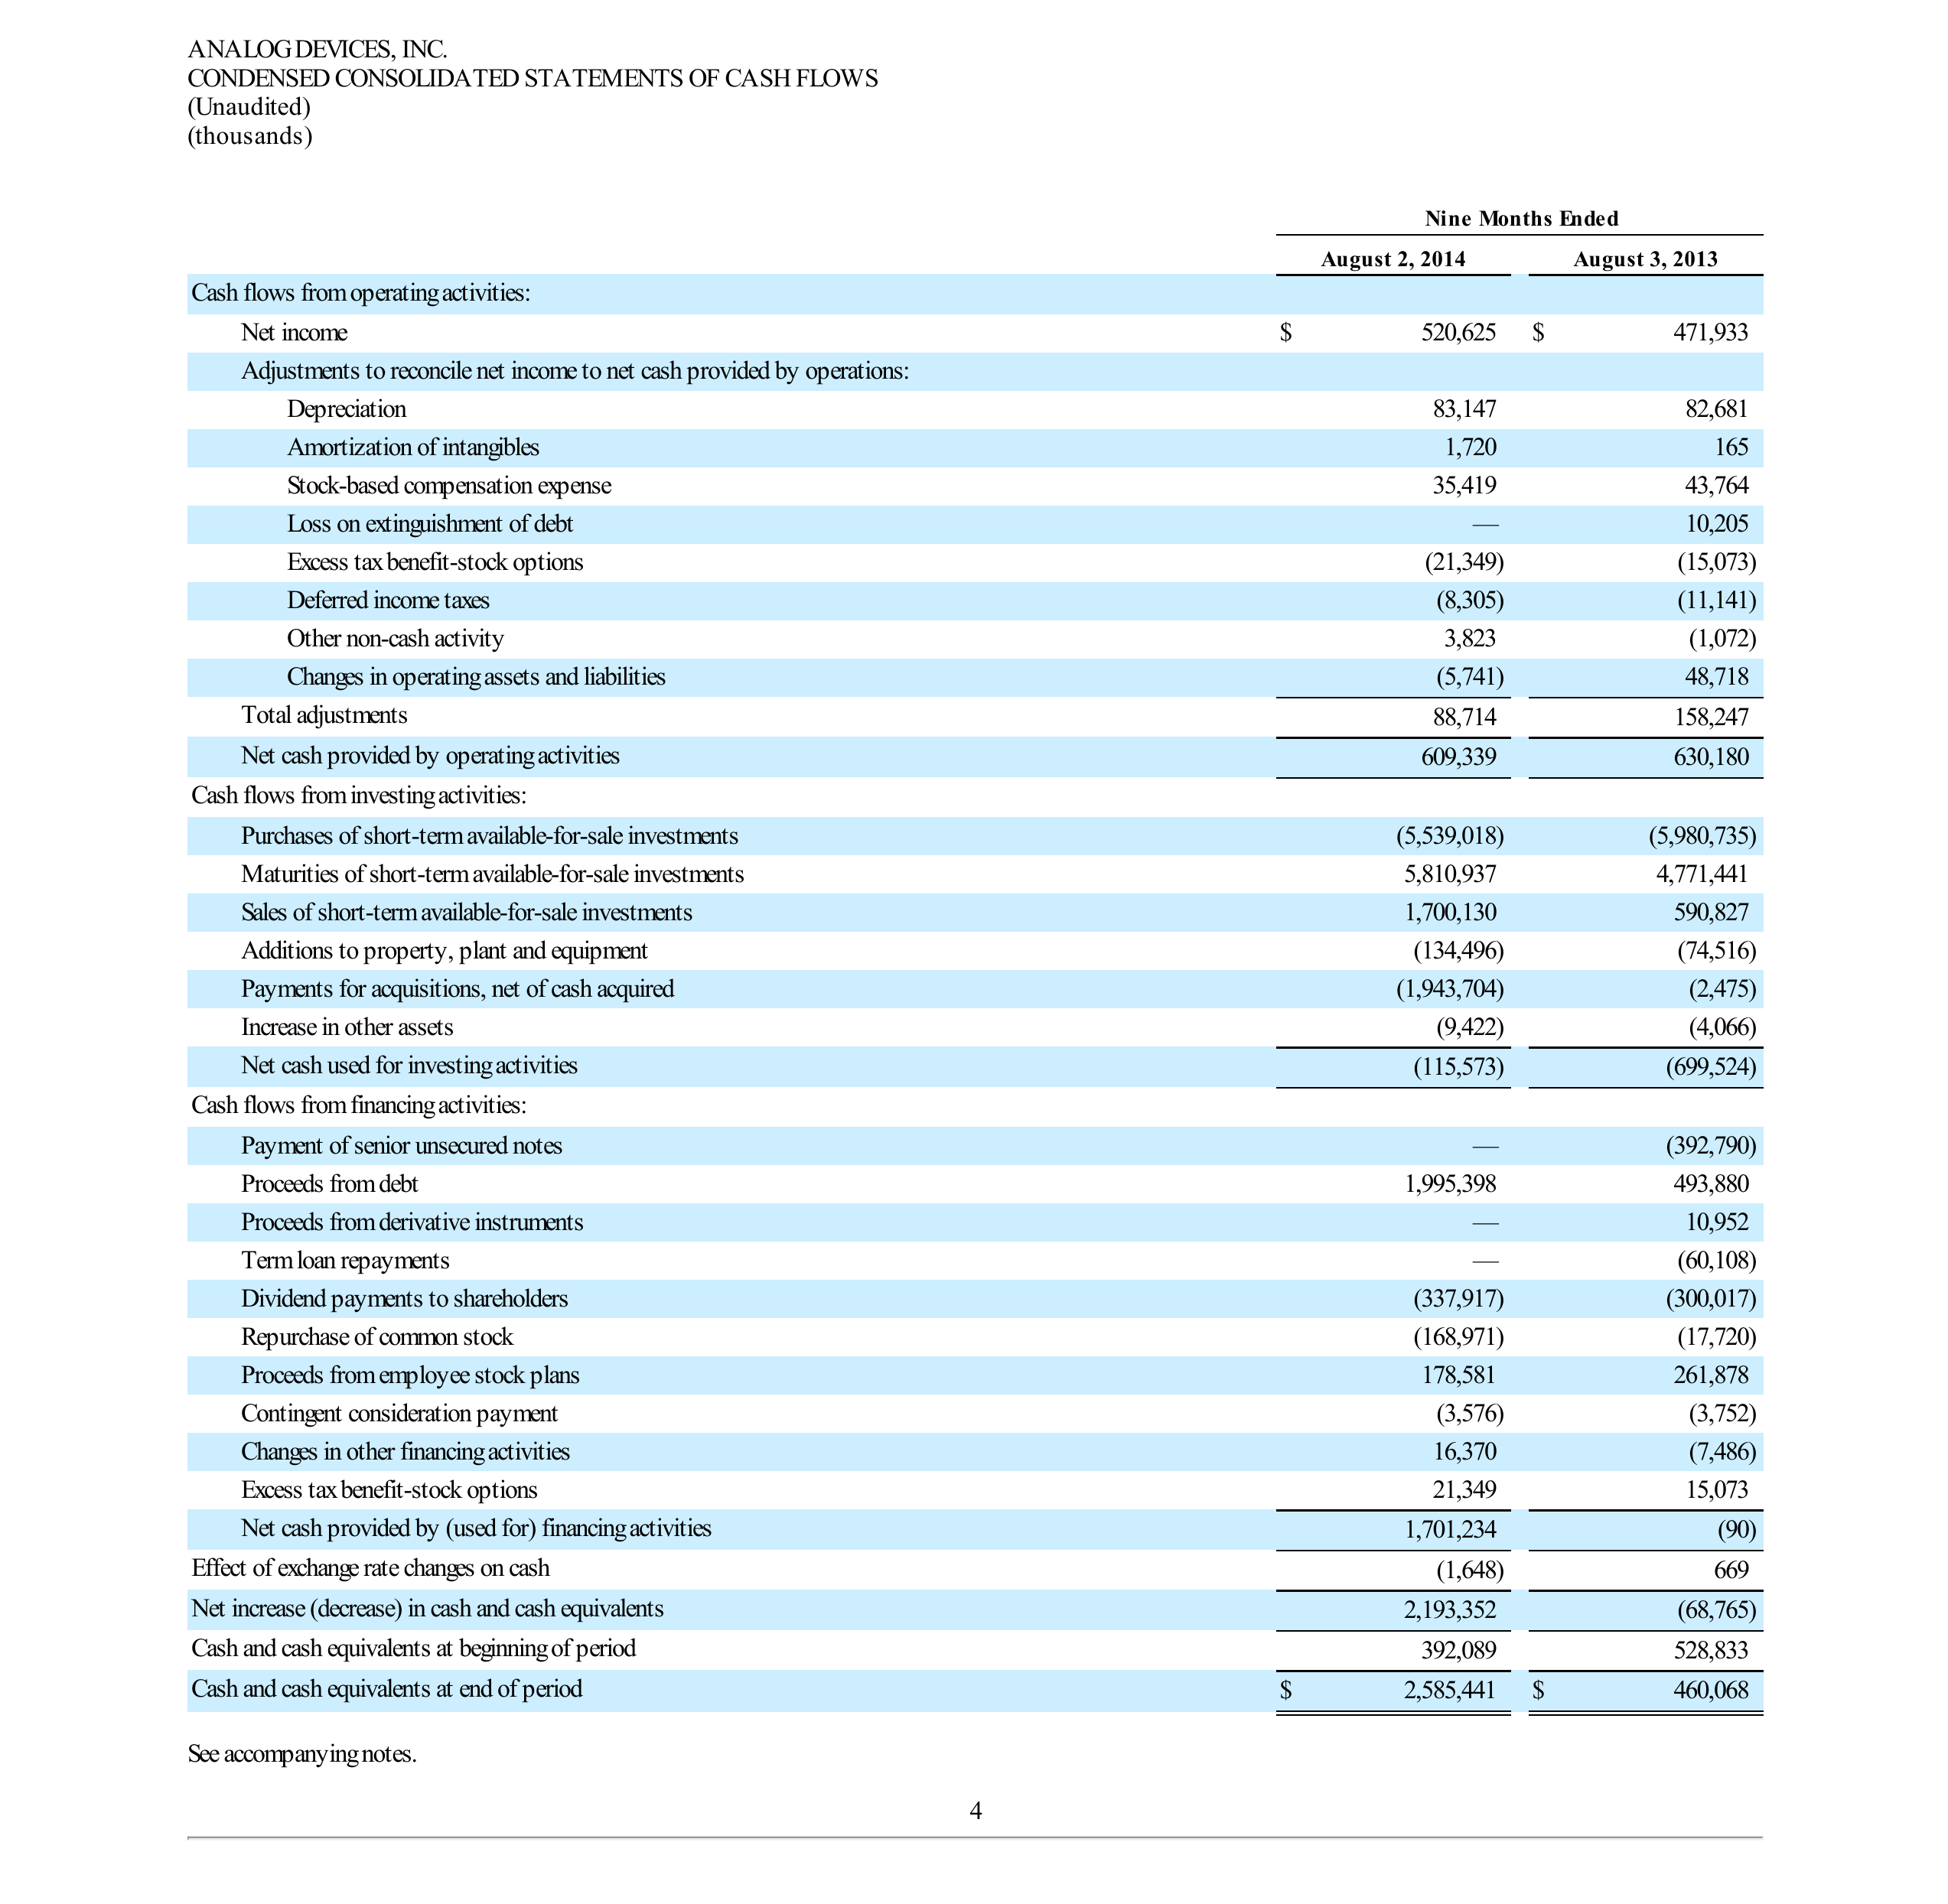 ANALOG DEVICES, INC.
CONDENSED CONSOLIDATED STATEMENTS OF CASH FLOWS
(Unaudited)
(thousands)
Nine Months Ended
August 2, 2014 August 3, 2013
Cash flows from operating activities:
Net income $ 520,625 $ 471,933
Adjustments to reconcile net income to net cash provided by operations:
Depreciation 83,147 82,681
Amortization of intangibles 1,720 165
Stock-based compensation expense 35,419 43,764
Loss on extinguishment of debt — 10,205
Excess tax benefit-stock options (21,349) (15,073)
Deferred income taxes (8,305) (11,141)
Other non-cash activity 3,823 (1,072)
Changes in operating assets and liabilities (5,741) 48,718
Total adjustments 88,714 158,247
Net cash provided by operating activities 609,339 630,180
Cash flows from investing activities:
Purchases of short-term available-for-sale investments (5,539,018) (5,980,735)
Maturities of short-term available-for-sale investments 5,810,937 4,771,441
Sales of short-term available-for-sale investments 1,700,130 590,827
Additions to property, plant and equipment (134,496) (74,516)
Payments for acquisitions, net of cash acquired (1,943,704) (2,475)
Increase in other assets (9,422) (4,066)
Net cash used for investing activities (115,573) (699,524)
Cash flows from financing activities:
Payment of senior unsecured notes — (392,790)
Proceeds from debt 1,995,398 493,880
Proceeds from derivative instruments — 10,952
Term loan repayments — (60,108)
Dividend payments to shareholders (337,917) (300,017)
Repurchase of common stock (168,971) (17,720)
Proceeds from employee stock plans 178,581 261,878
Contingent consideration payment (3,576) (3,752)
Changes in other financing activities 16,370 (7,486)
Excess tax benefit-stock options 21,349 15,073
Net cash provided by (used for) financing activities 1,701,234 (90)
Effect of exchange rate changes on cash (1,648) 669
Net increase (decrease) in cash and cash equivalents 2,193,352 (68,765)
Cash and cash equivalents at beginning of period 392,089 528,833
Cash and cash equivalents at end of period $ 2,585,441 $ 460,068
See accompanying notes.
4